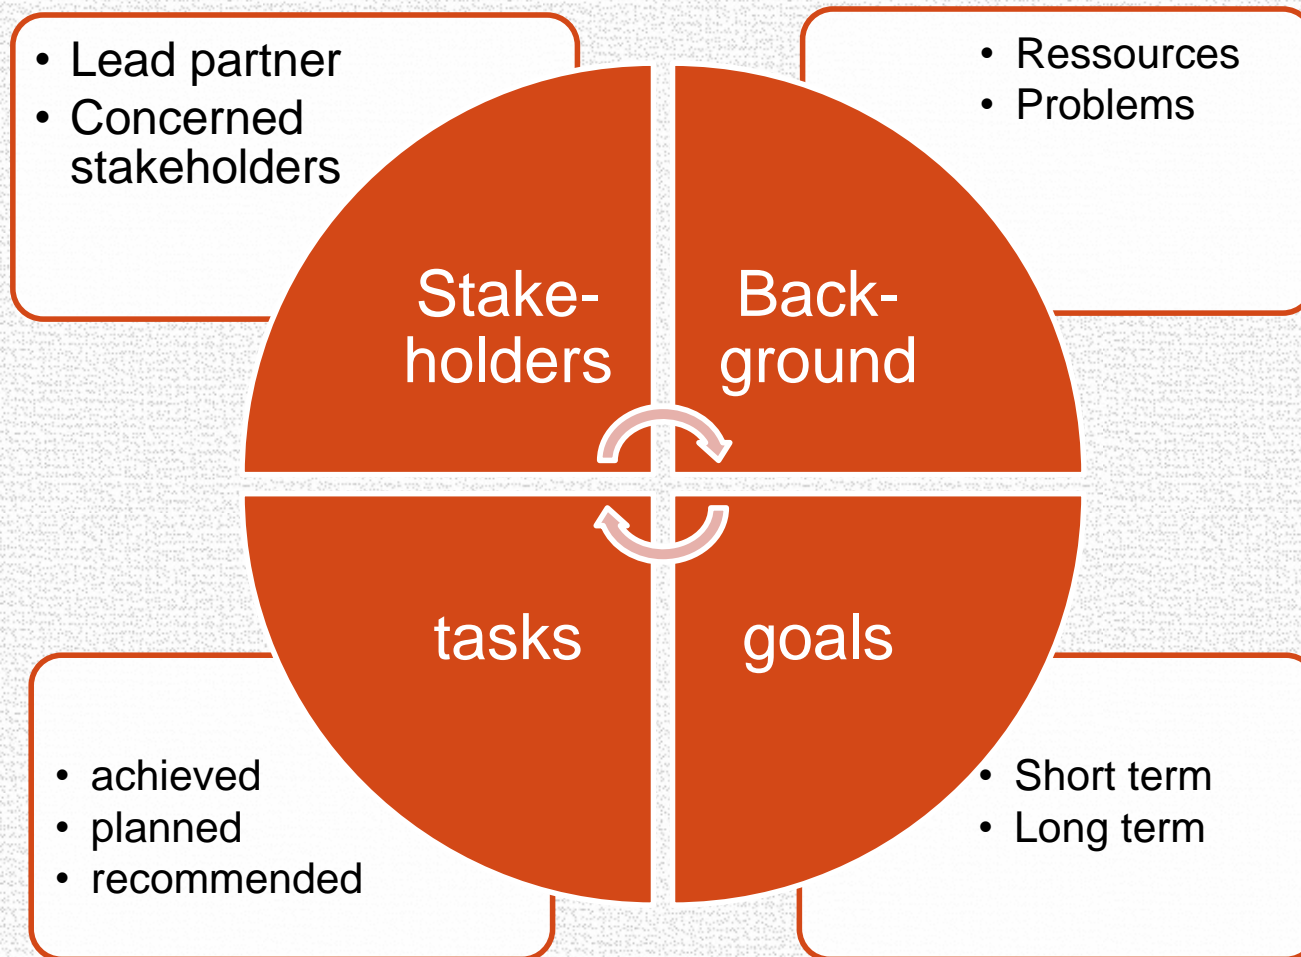 • Lead partner
• Concerned
stakeholders
• Ressources
• Problems
Stake-
holders
Back-
ground
tasks
goals
• achieved
• planned
• recommended
• Short term
• Long term